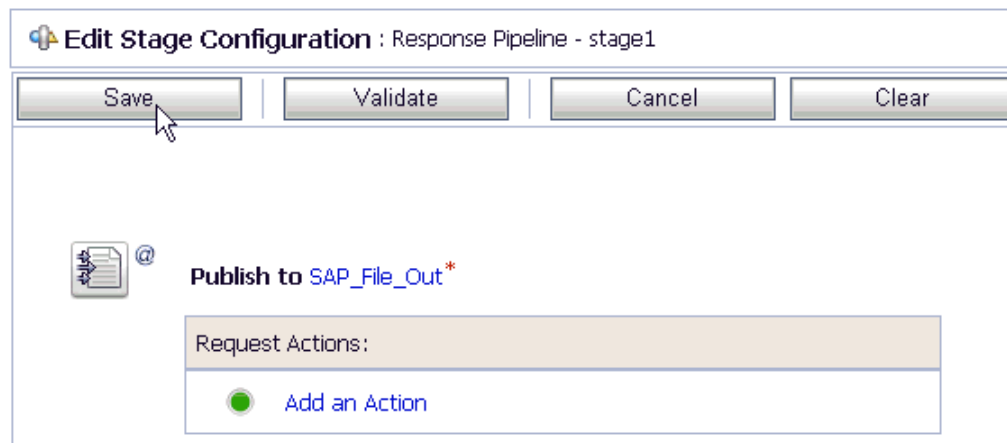 Edit Stage Configuration : Response Pipeline - stage1
Save Validate Cancel Clear
@
Publish to SAP_File_Out*
Request Actions:
Add an Action